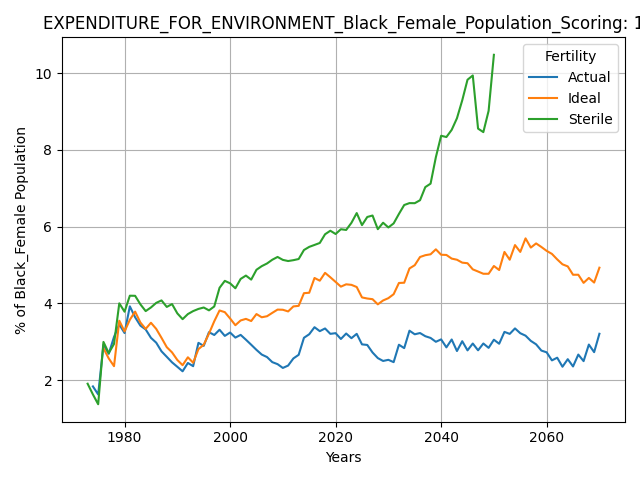 EXPENDITURE_FOR_ENVIRONMENT_Black_Female_Population_Scoring: 1
Fertility
Actual
Ideal
Sterile
% of Black_Female Population
10
8
6
4
2
1980
2000
2020
2040
2060
Years